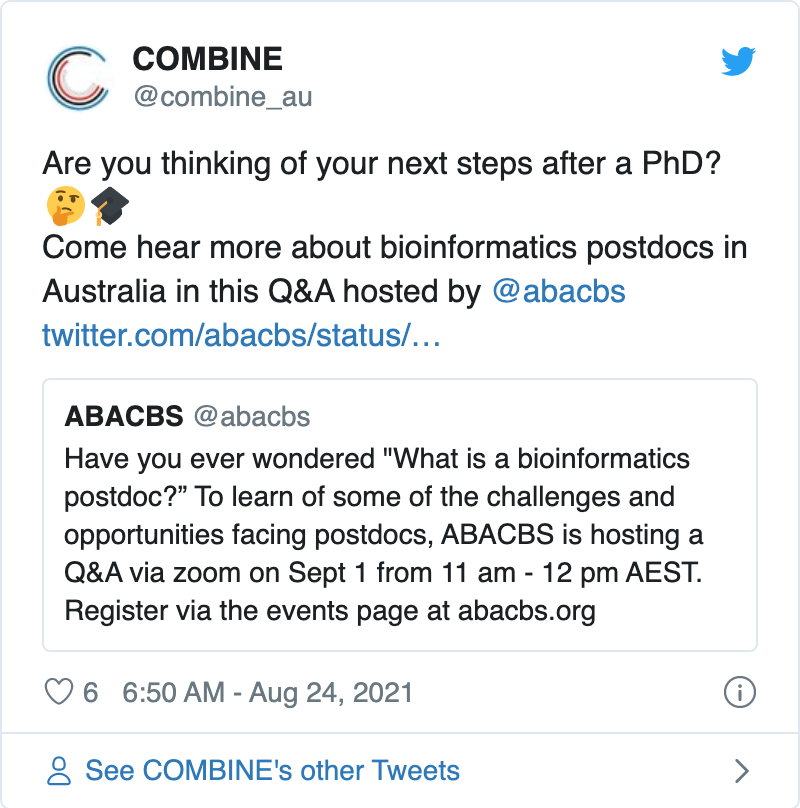 COMBINE
@combine_au
Are you thinking of your next steps after a PhD?
🤔🎓
Come hear more about bioinformatics postdocs in
Australia in this Q&A hosted by @abacbs
twitter.com/abacbs/status/…
ABACBS @abacbs
Have you ever wondered "What is a bioinformatics
postdoc?” To learn of some of the challenges and
opportunities facing postdocs, ABACBS is hosting a
Q&A via zoom on Sept 1 from 11 am - 12 pm AEST.
Register via the events page at abacbs.org
6 6:50 AM - Aug 24, 2021
See COMBINE's other Tweets